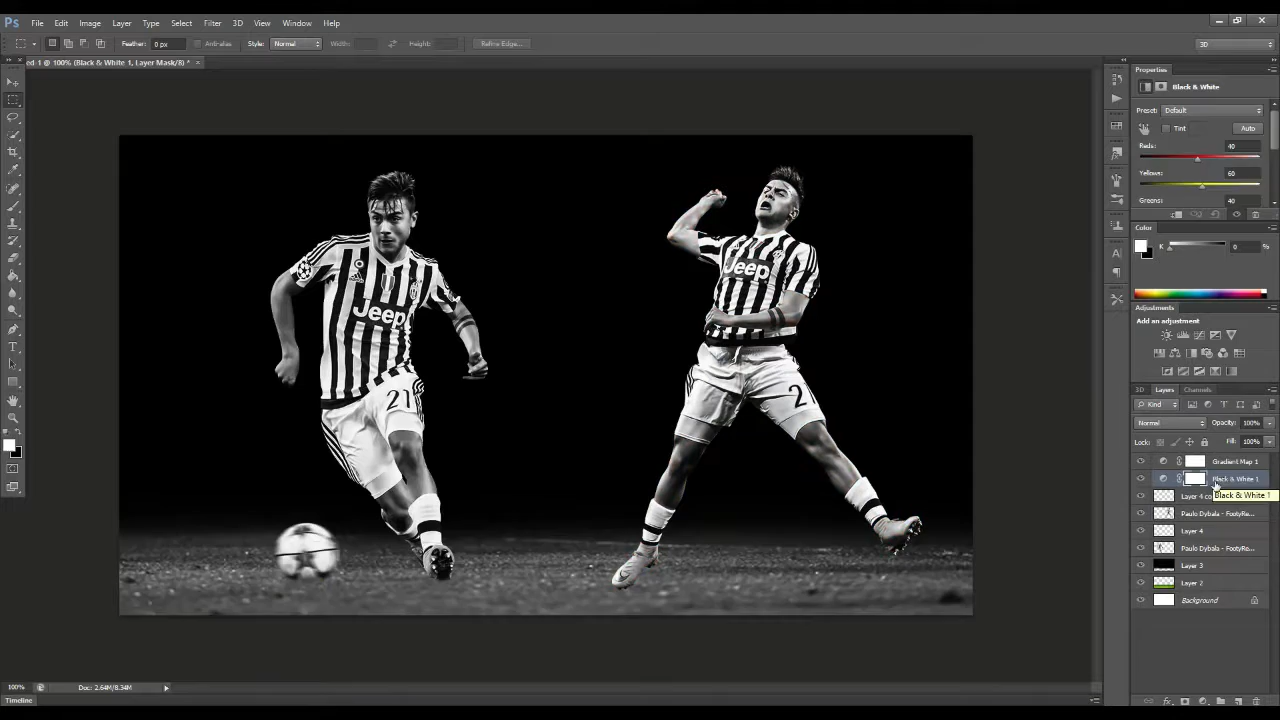 Ps File Edit Image Layer Type Select Filter 3D View Window Help
Feather: 0 px Anti-alias Style: Normal Width: Height: Refine Edge... 3D
ed-1 @ 100% (Black & White 1, Layer Mask/8) * ×
Properties
Black & White
Preset: Default
Tint Auto
Reds: 40
Yellows: 60
Greens: 40
Color
K 0 %
Adjustments
Add an adjustment
3D Layers Channels
Kind
Normal Opacity: 100%
Lock: Fill: 100%
Gradient Map 1
Black & White 1
Layer 4 co
Black & White 1
Paulo Dybala - FootyRe...
Layer 4
Paulo Dybala - FootyRe...
Layer 3
Layer 2
Background
Jeep
21
Jeep
21
100% Doc: 2.64M/8.34M
Timeline